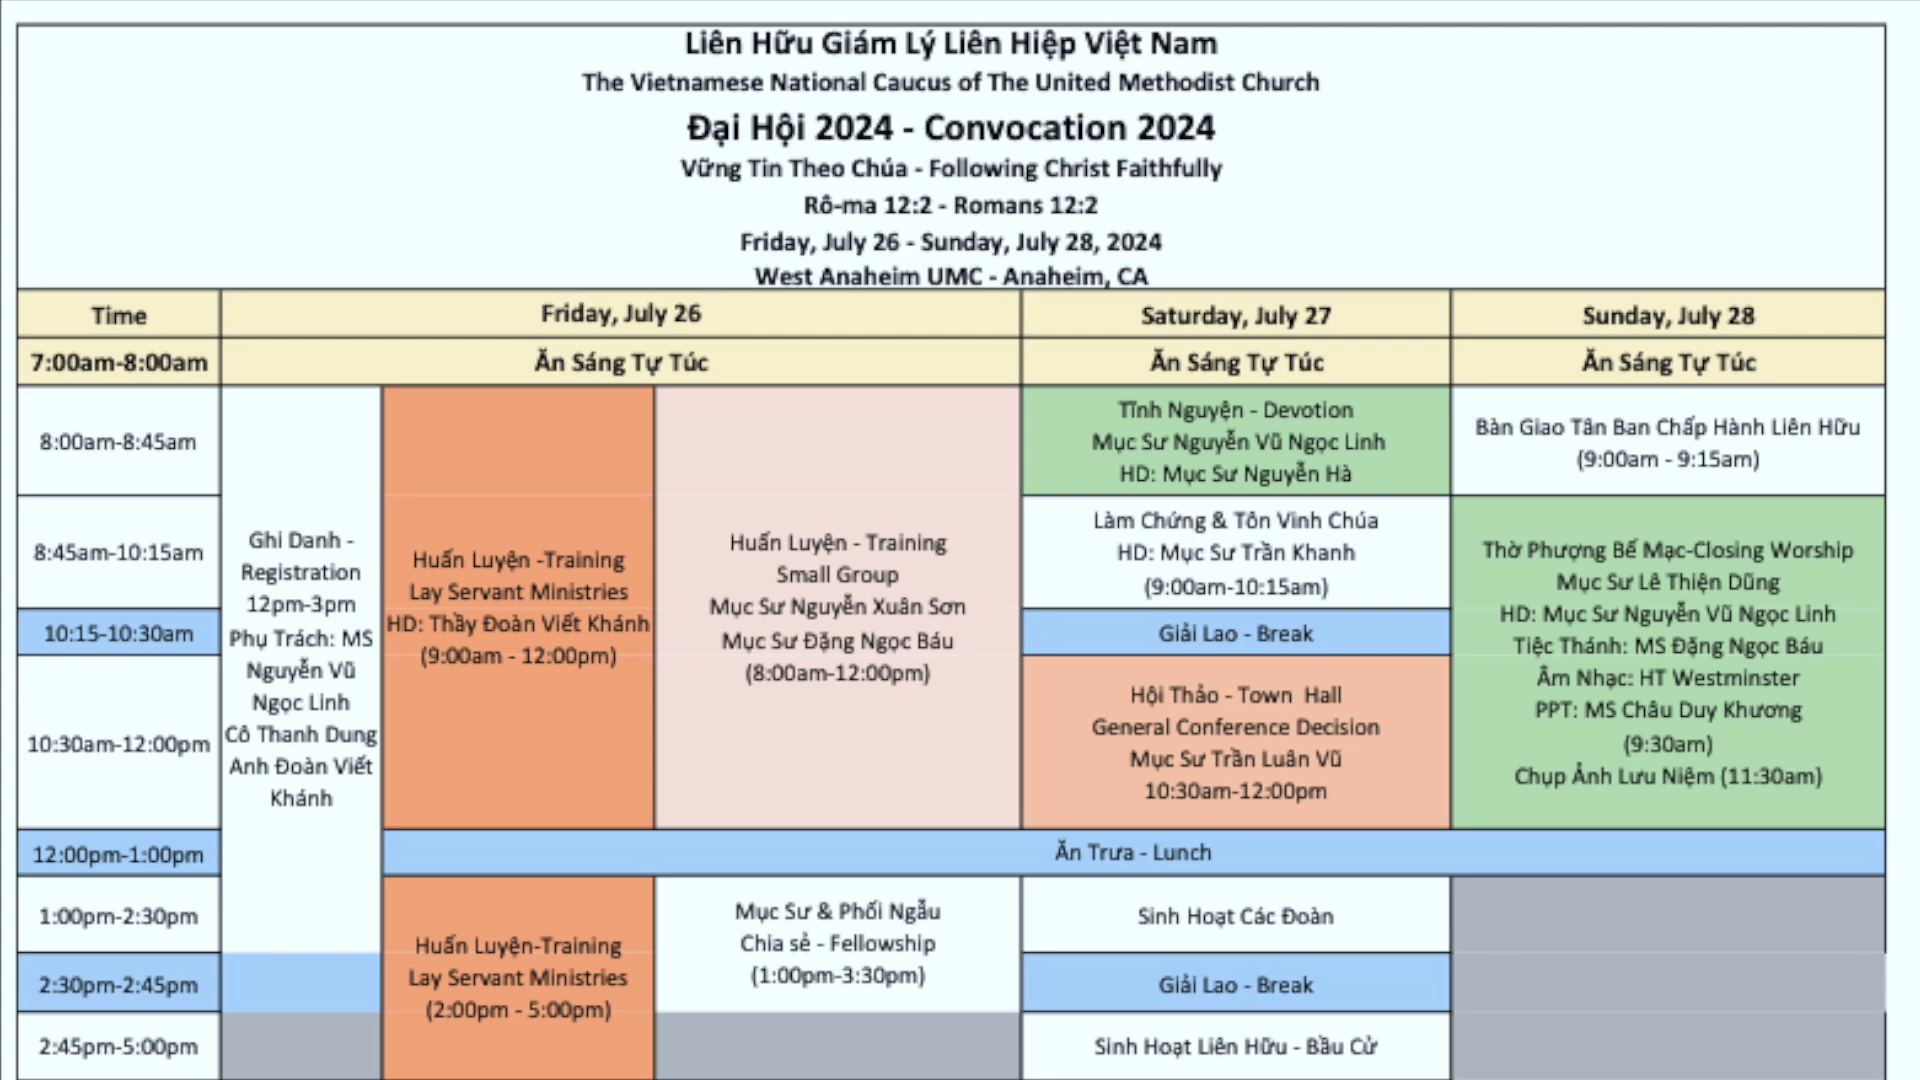 Liên Hữu Giám Lý Liên Hiệp Việt Nam
The Vietnamese National Caucus of The United Methodist Church
Đại Hội 2024 - Convocation 2024
Vững Tin Theo Chúa - Following Christ Faithfully
Rô-ma 12:2 - Romans 12:2
Friday, July 26 - Sunday, July 28, 2024
West Anaheim UMC - Anaheim, CA
Time
Friday, July 26
Saturday, July 27
Sunday, July 28
7:00am-8:00am
Ăn Sáng Tự Túc
Ăn Sáng Tự Túc
Ăn Sáng Tự Túc
8:00am-8:45am
8:45am-10:15am
10:15-10:30am
10:30am-12:00pm
Ghi Danh -
Registration
12pm-3pm
Phụ Trách: MS
Nguyễn Vũ
Ngọc Linh
Cô Thanh Dung
Anh Đoàn Viết
Khánh
Huấn Luyện -Training
Lay Servant Ministries
HD: Thầy Đoàn Viết Khánh
(9:00am - 12:00pm)
Huấn Luyện - Training
Small Group
Mục Sư Nguyễn Xuân Sơn
Mục Sư Đặng Ngọc Báu
(8:00am-12:00pm)
Tĩnh Nguyện - Devotion
Mục Sư Nguyễn Vũ Ngọc Linh
HD: Mục Sư Nguyễn Hà
Làm Chứng & Tôn Vinh Chúa
HD: Mục Sư Trần Khanh
(9:00am-10:15am)
Giải Lao - Break
Hội Thảo - Town Hall
General Conference Decision
Mục Sư Trần Luân Vũ
10:30am-12:00pm
Bàn Giao Tân Ban Chấp Hành Liên Hữu
(9:00am - 9:15am)
Thờ Phượng Bế Mạc-Closing Worship
Mục Sư Lê Thiện Dũng
HD: Mục Sư Nguyễn Vũ Ngọc Linh
Tiệc Thánh: MS Đặng Ngọc Báu
Âm Nhạc: HT Westminster
PPT: MS Châu Duy Khương
(9:30am)
Chụp Ảnh Lưu Niệm (11:30am)
12:00pm-1:00pm
Ăn Trưa - Lunch
1:00pm-2:30pm
2:30pm-2:45pm
2:45pm-5:00pm
Huấn Luyện-Training
Lay Servant Ministries
(2:00pm - 5:00pm)
Mục Sư & Phối Ngẫu
Chia sẻ - Fellowship
(1:00pm-3:30pm)
Sinh Hoạt Các Đoàn
Giải Lao - Break
Sinh Hoạt Liên Hữu - Bầu Cử